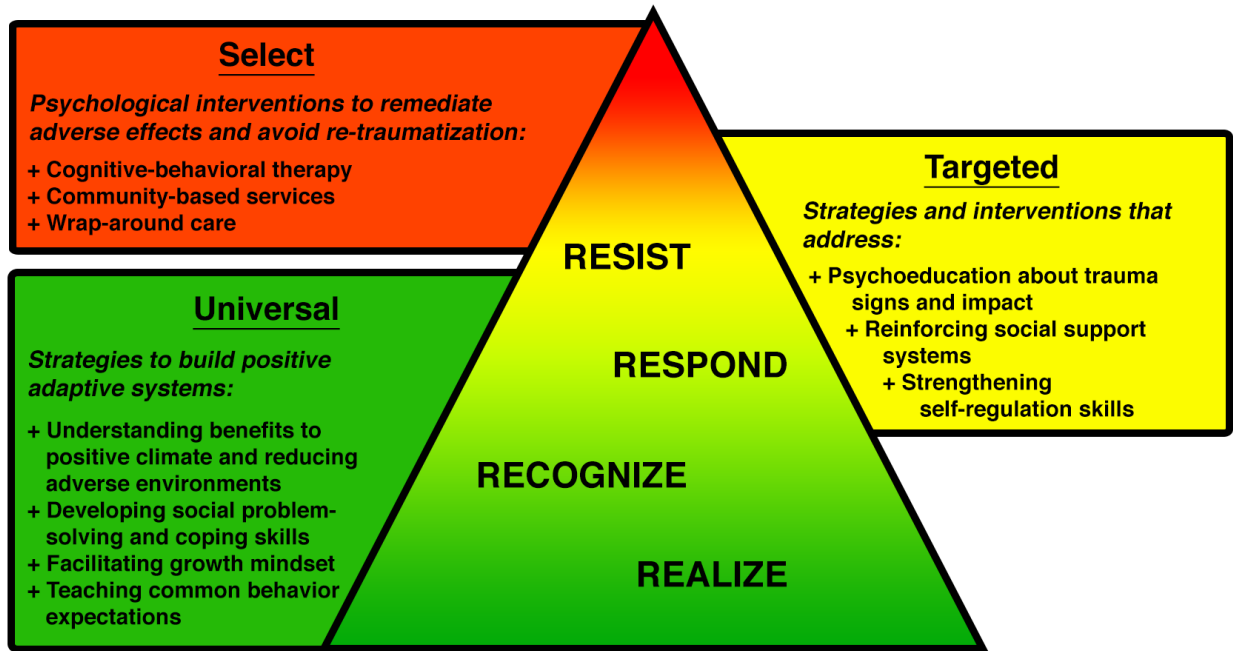 Select
Psychological interventions to remediate
adverse effects and avoid re-traumatization:
+ Cognitive-behavioral therapy
+ Community-based services
+ Wrap-around care
Universal
Strategies to build positive
adaptive systems:
+ Understanding benefits to
positive climate and reducing
adverse environments
+ Developing social problem-
solving and coping skills
+ Facilitating growth mindset
+ Teaching common behavior
expectations
RESIST
RESPOND
RECOGNIZE
REALIZE
Targeted
Strategies and interventions that
address:
+ Psychoeducation about trauma
signs and impact
+ Reinforcing social support
systems
+ Strengthening
self-regulation skills